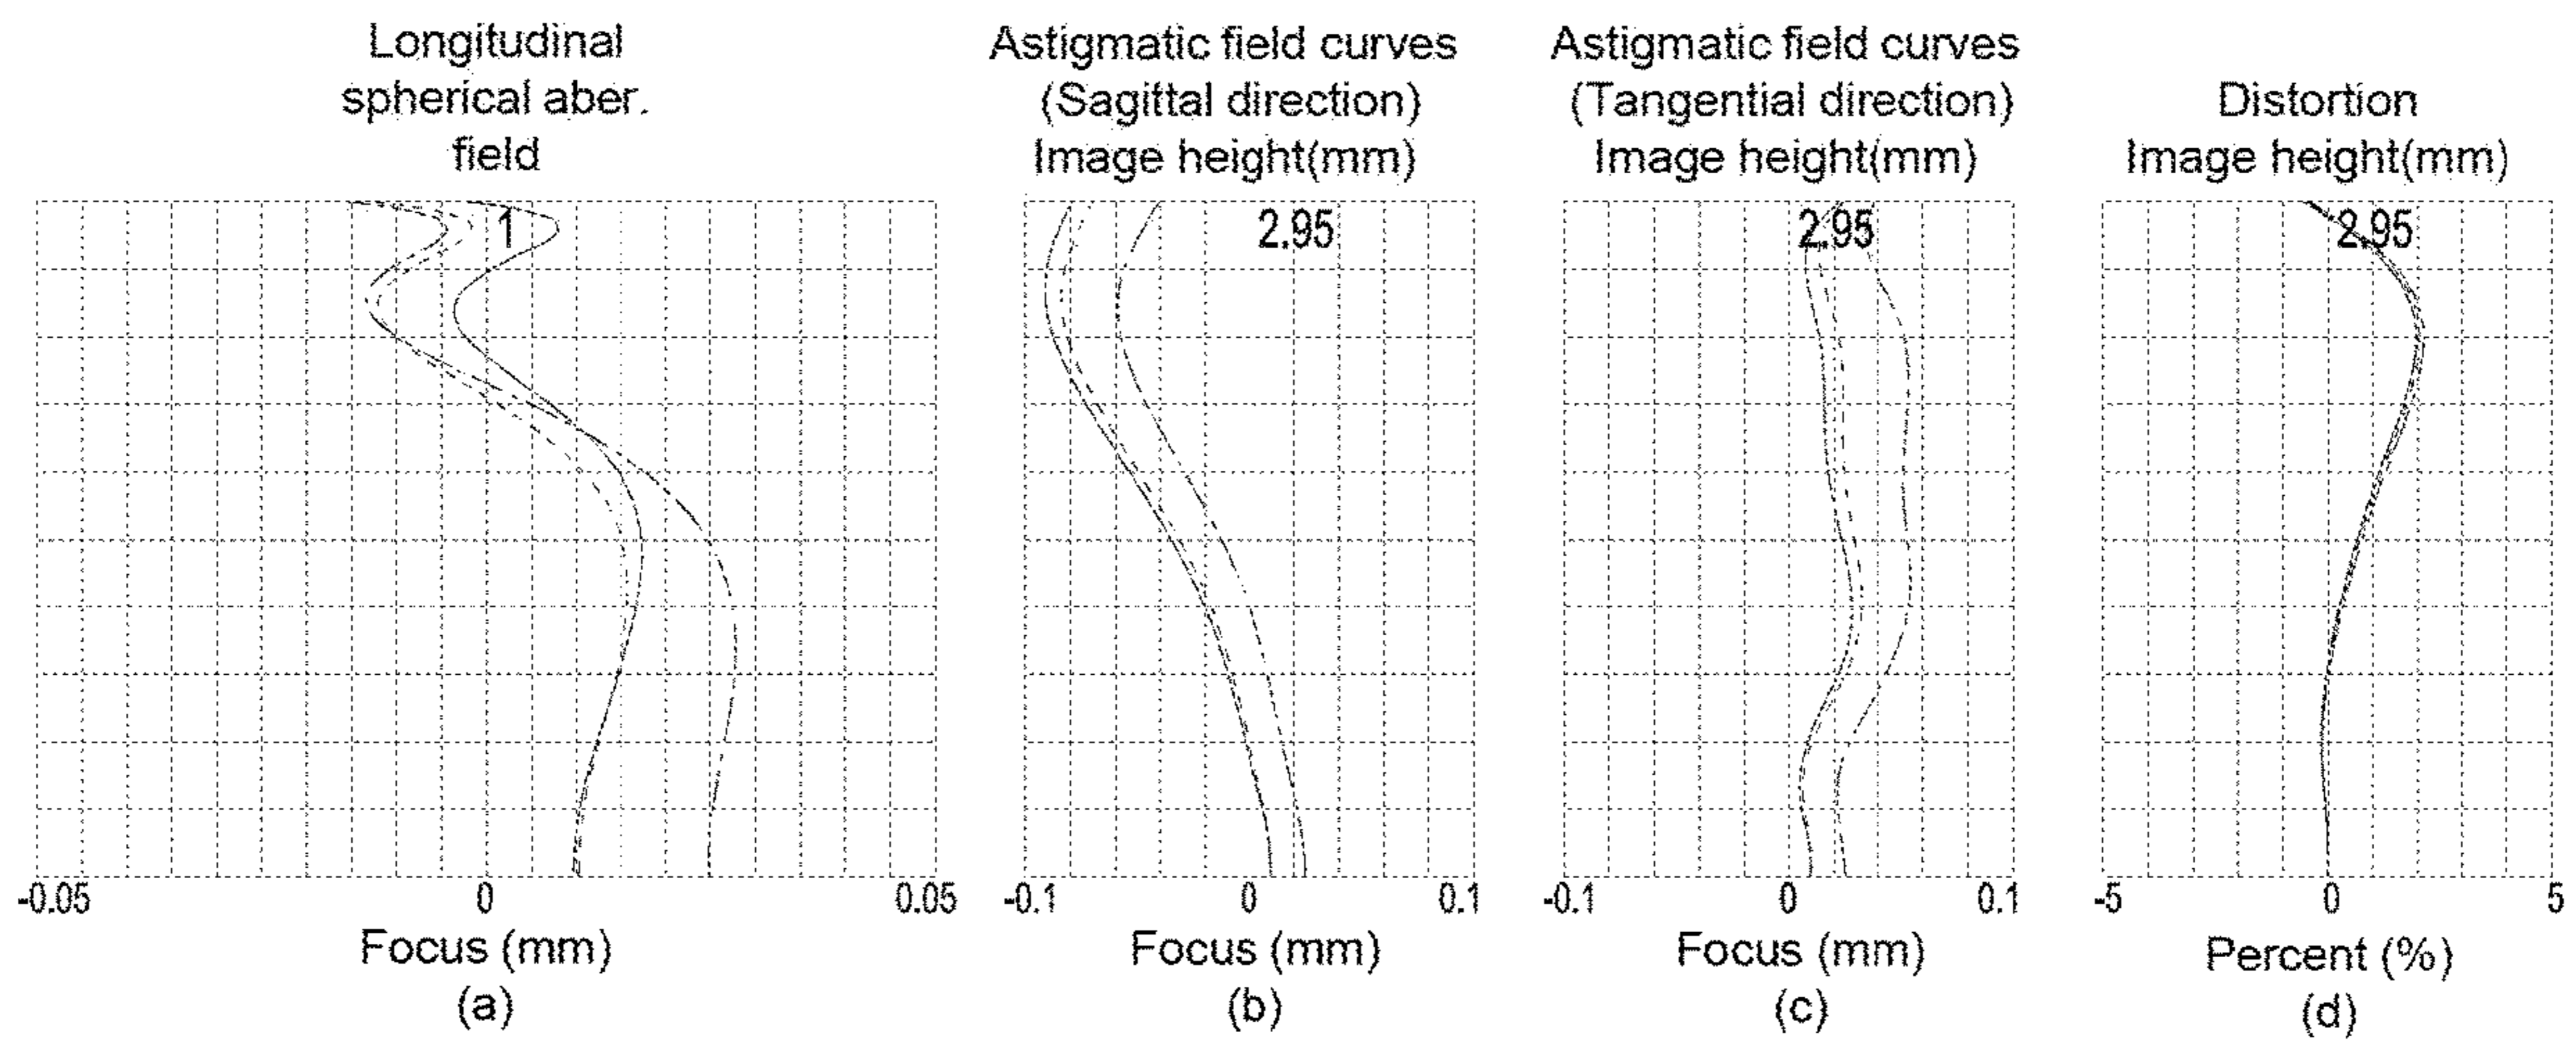 Longitudinal
spherical aber.
field
1
-0.05 0 0.05
Focus (mm)
(a)
Astigmatic field curves
(Sagittal direction)
Image height(mm)
2.95
-0.1 0 0.1
Focus (mm)
(b)
Astigmatic field curves
(Tangential direction)
Image height(mm)
2.95
-0.1 0 0.1
Focus (mm)
(c)
Distortion
Image height(mm)
2.95
-5 0 5
Percent (%)
(d)